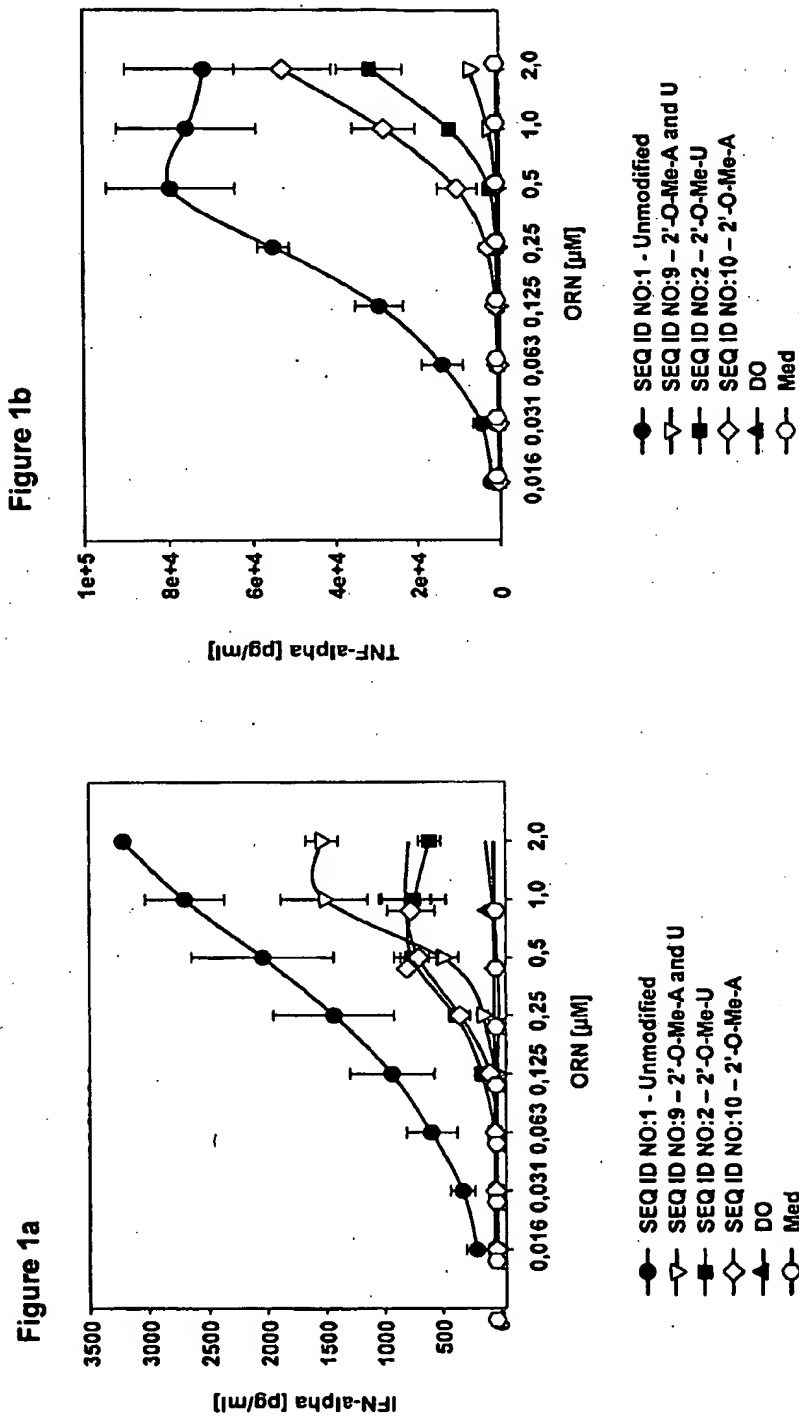 Figure 1a
IFN-alpha [pg/ml]
3500
3000
2500
2000
1500
1000
500
0
0,016 0,031 0,063 0,125 0,25 0,5 1,0 2,0
ORN [µM]
SEQ ID NO:1 - Unmodified
SEQ ID NO:9 – 2'-O-Me-A and U
SEQ ID NO:2 – 2'-O-Me-U
SEQ ID NO:10 – 2'-O-Me-A
DO
Med
Figure 1b
TNF-alpha [pg/ml]
1e+5
8e+4
6e+4
4e+4
2e+4
0
0,016 0,031 0,063 0,125 0,25 0,5 1,0 2,0
ORN [µM]
SEQ ID NO:1 - Unmodified
SEQ ID NO:9 – 2'-O-Me-A and U
SEQ ID NO:2 – 2'-O-Me-U
SEQ ID NO:10 – 2'-O-Me-A
DO
Med